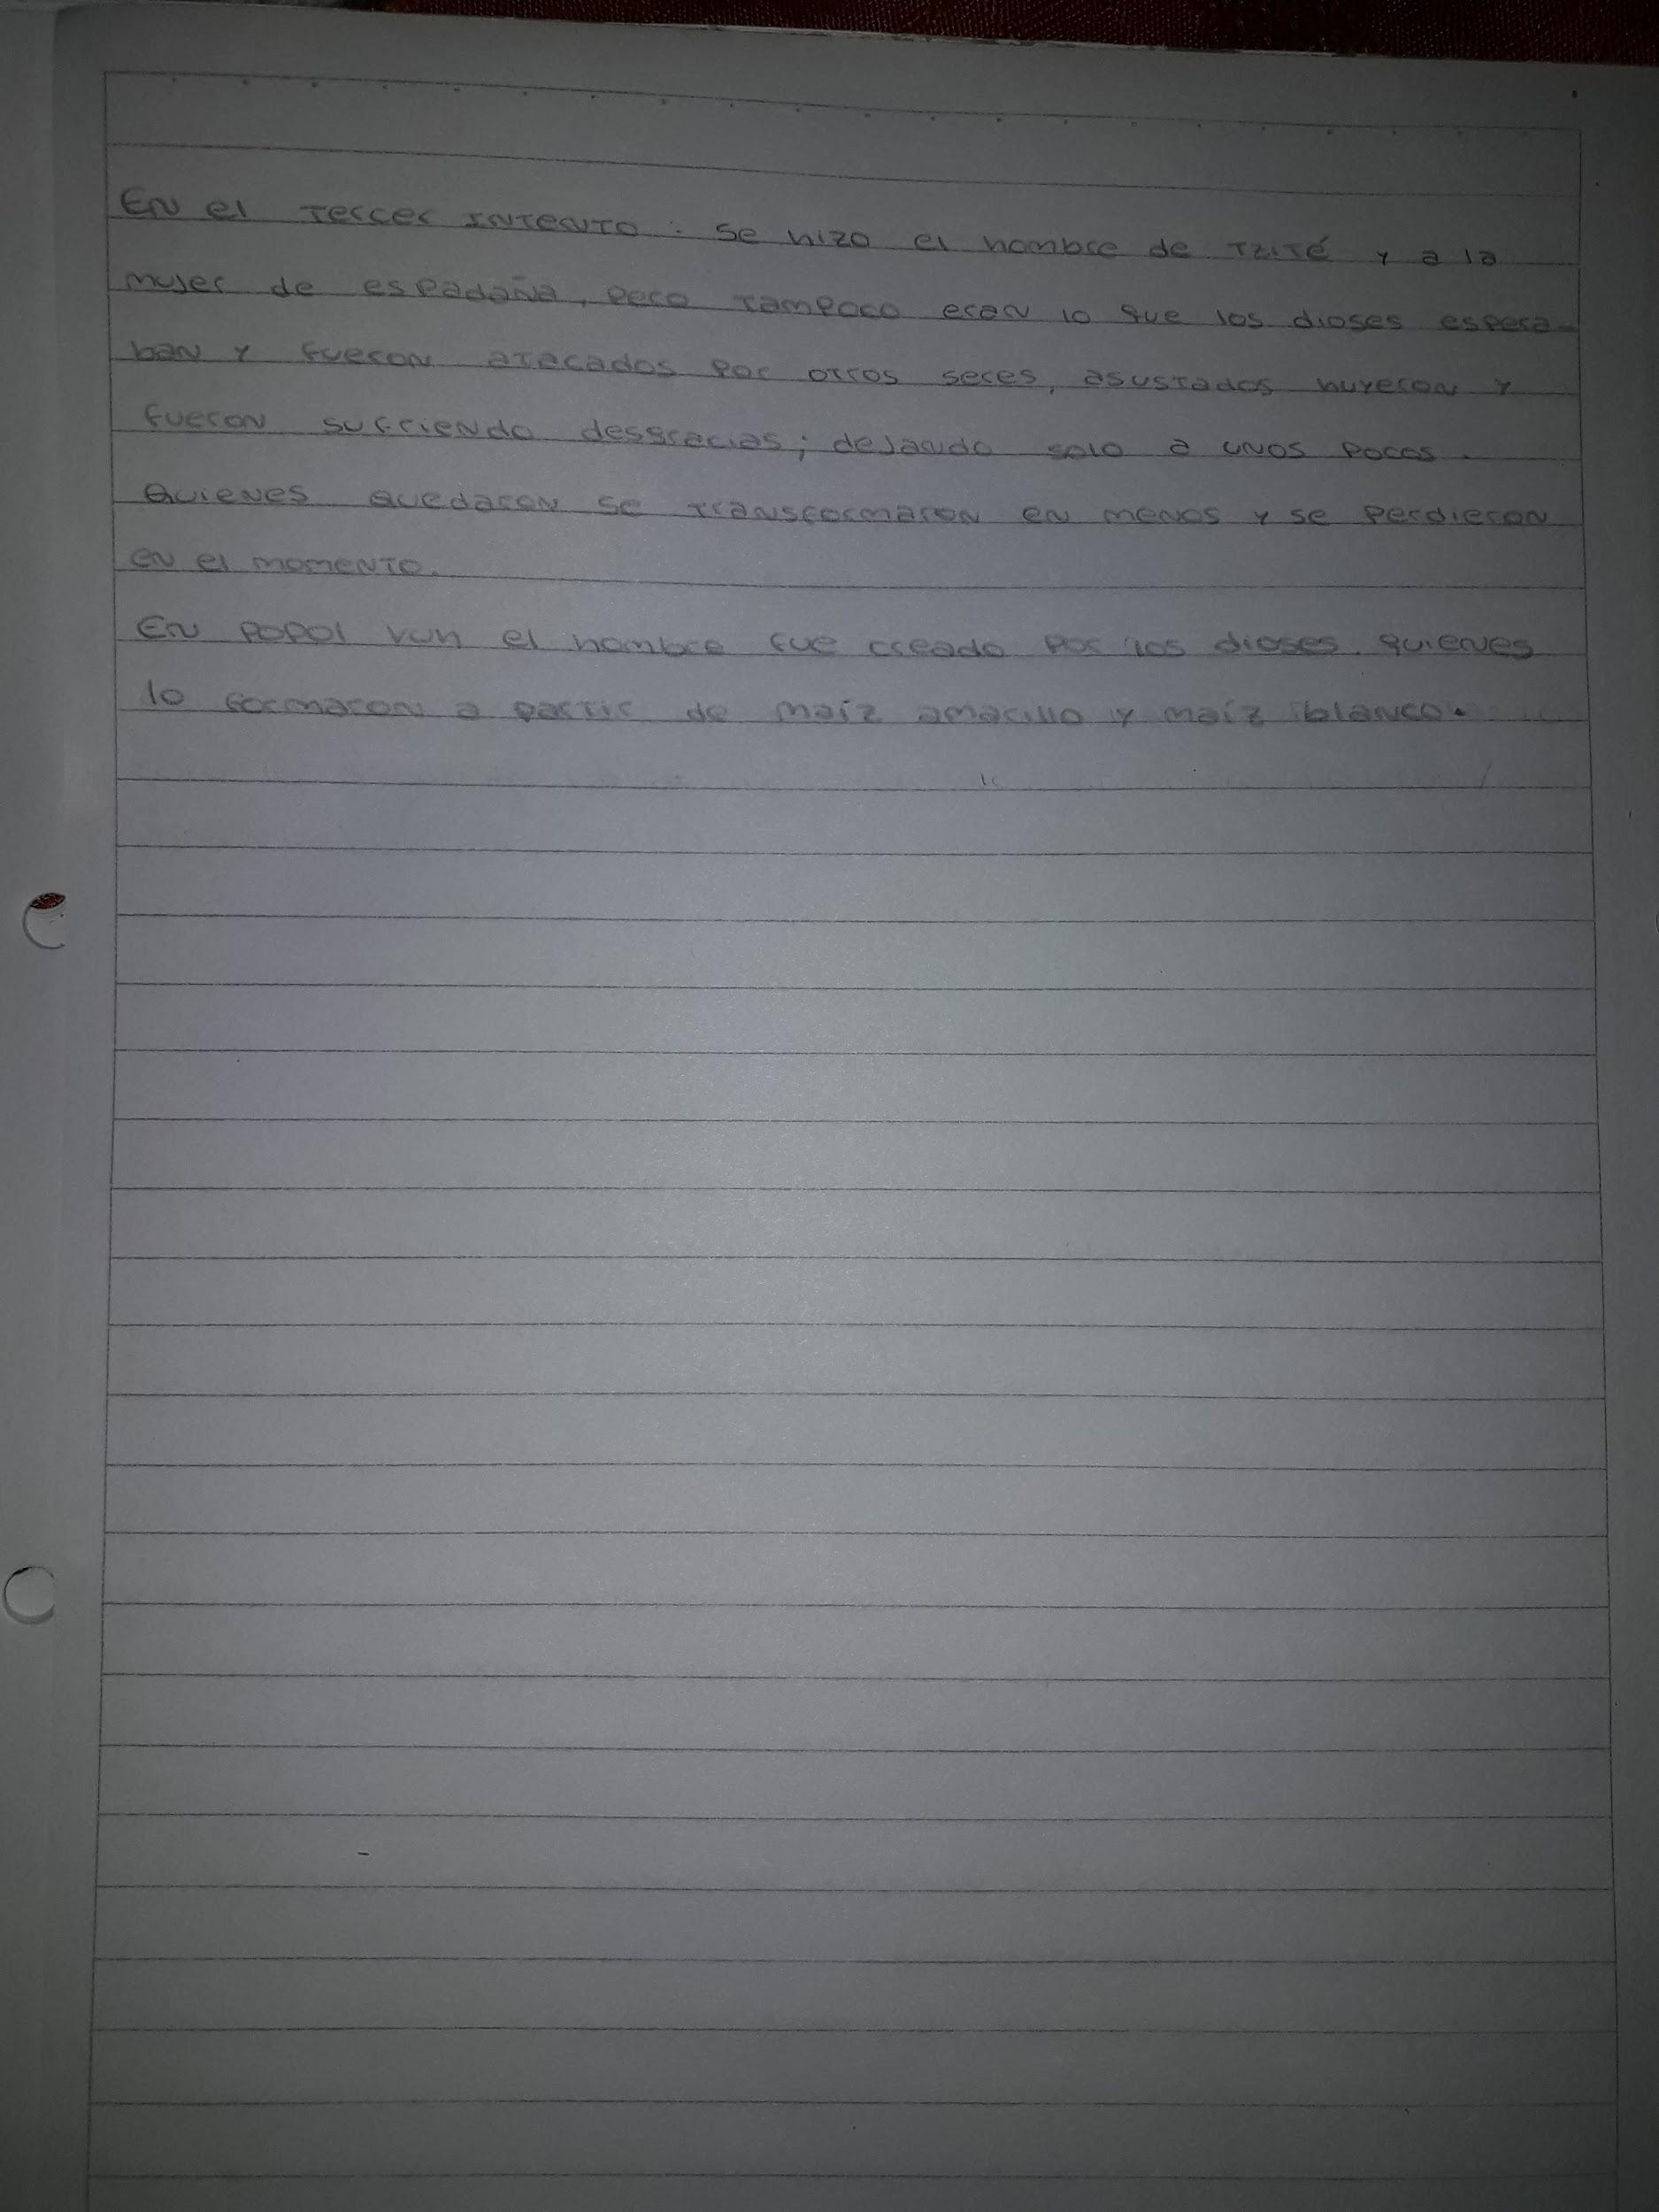 En el tercer intento: se hizo el hombre de Tzité y a la
mujer de espadaña, pero tampoco eran lo que los dioses espera-
ban y fueron atacados por otros seres, asustados huyeron y
fueron sufriendo desgracias; dejando solo a unos pocos.
Quienes quedaron se transformaron en menos y se perdieron
en el momento.
En Popol vuh el hombre fue creado por los dioses. quienes
lo formaron a partir de maíz amarillo y maíz blanco.